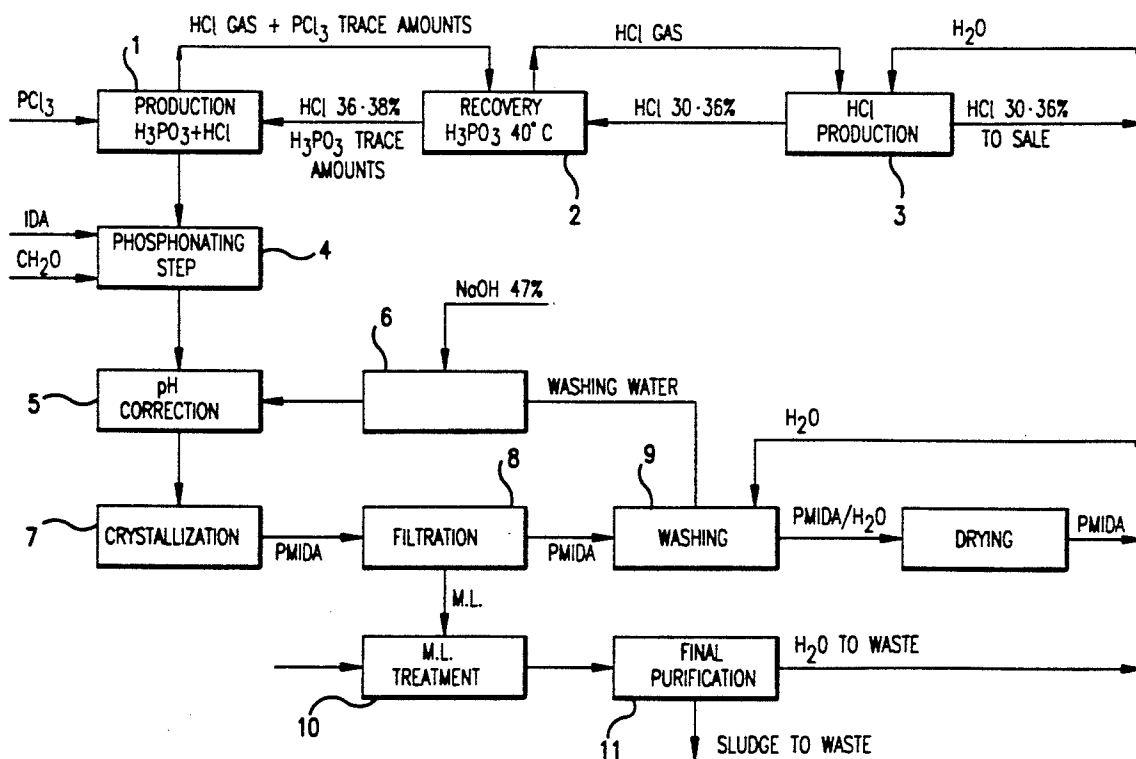 HCl GAS + PCl3 TRACE AMOUNTS
HCl GAS
H2O
1
PCl3
PRODUCTION
H3PO3+HCl
HCl 36-38%
H3PO3 TRACE
AMOUNTS
RECOVERY
H3PO3 40°C
2
HCl 30-36%
HCl
PRODUCTION
3
HCl 30-36%
TO SALE
IDA
CH2O
PHOSPHONATING
STEP
4
NaOH 47%
6
5
pH
CORRECTION
WASHING WATER
H2O
7
CRYSTALLIZATION
PMIDA
8
FILTRATION
PMIDA
9
WASHING
PMIDA/H2O
DRYING
PMIDA
M.L.
M.L.
TREATMENT
10
FINAL
PURIFICATION
11
H2O TO WASTE
SLUDGE TO WASTE